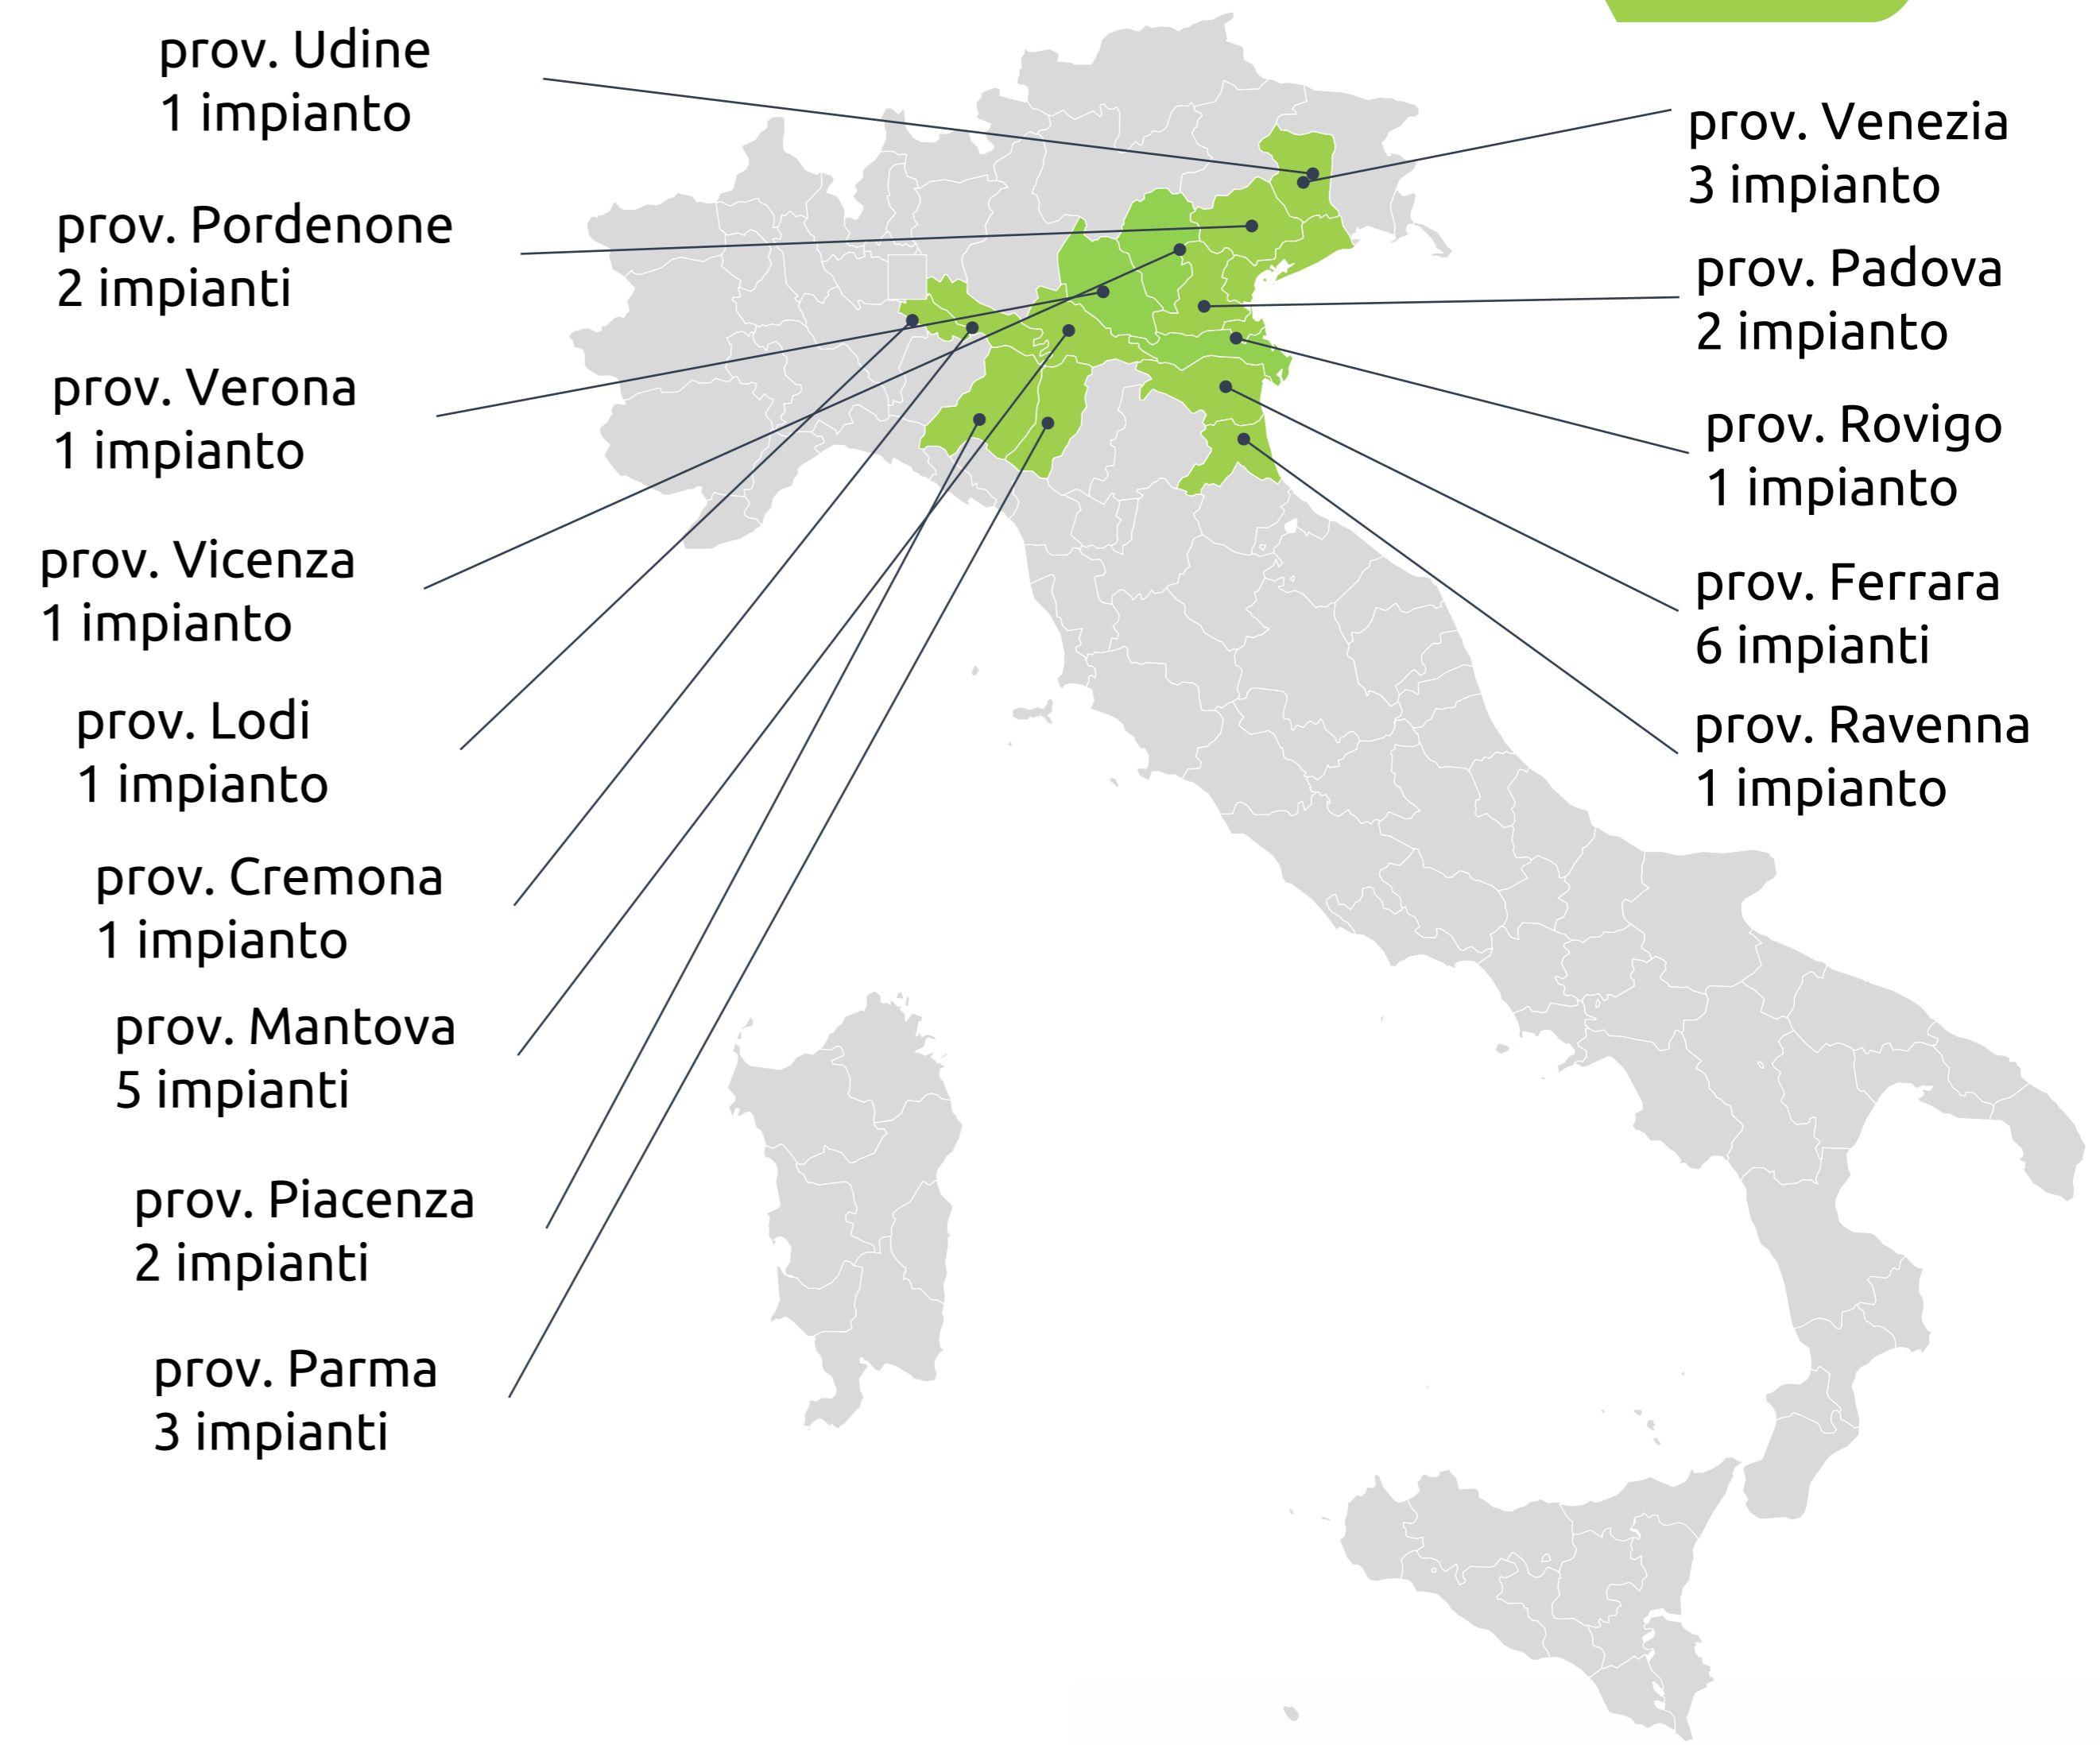 prov. Udine
1 impianto
prov. Pordenone
2 impianti
prov. Verona
1 impianto
prov. Vicenza
1 impianto
prov. Lodi
1 impianto
prov. Cremona
1 impianto
prov. Mantova
5 impianti
prov. Piacenza
2 impianti
prov. Parma
3 impianti
prov. Venezia
3 impianto
prov. Padova
2 impianto
prov. Rovigo
1 impianto
prov. Ferrara
6 impianti
prov. Ravenna
1 impianto